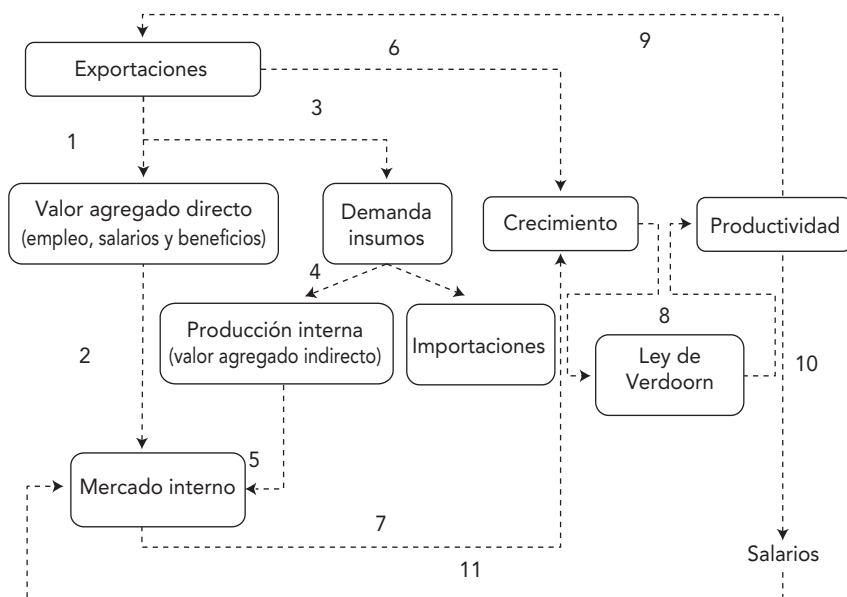 6
9
Exportaciones
3
1
Valor agregado directo
(empleo, salarios y beneficios)
Demanda
insumos
Crecimiento
Productividad
4
Producción interna
(valor agregado indirecto)
Importaciones
8
Ley de
Verdoorn
2
10
5
Mercado interno
7
Salarios
11